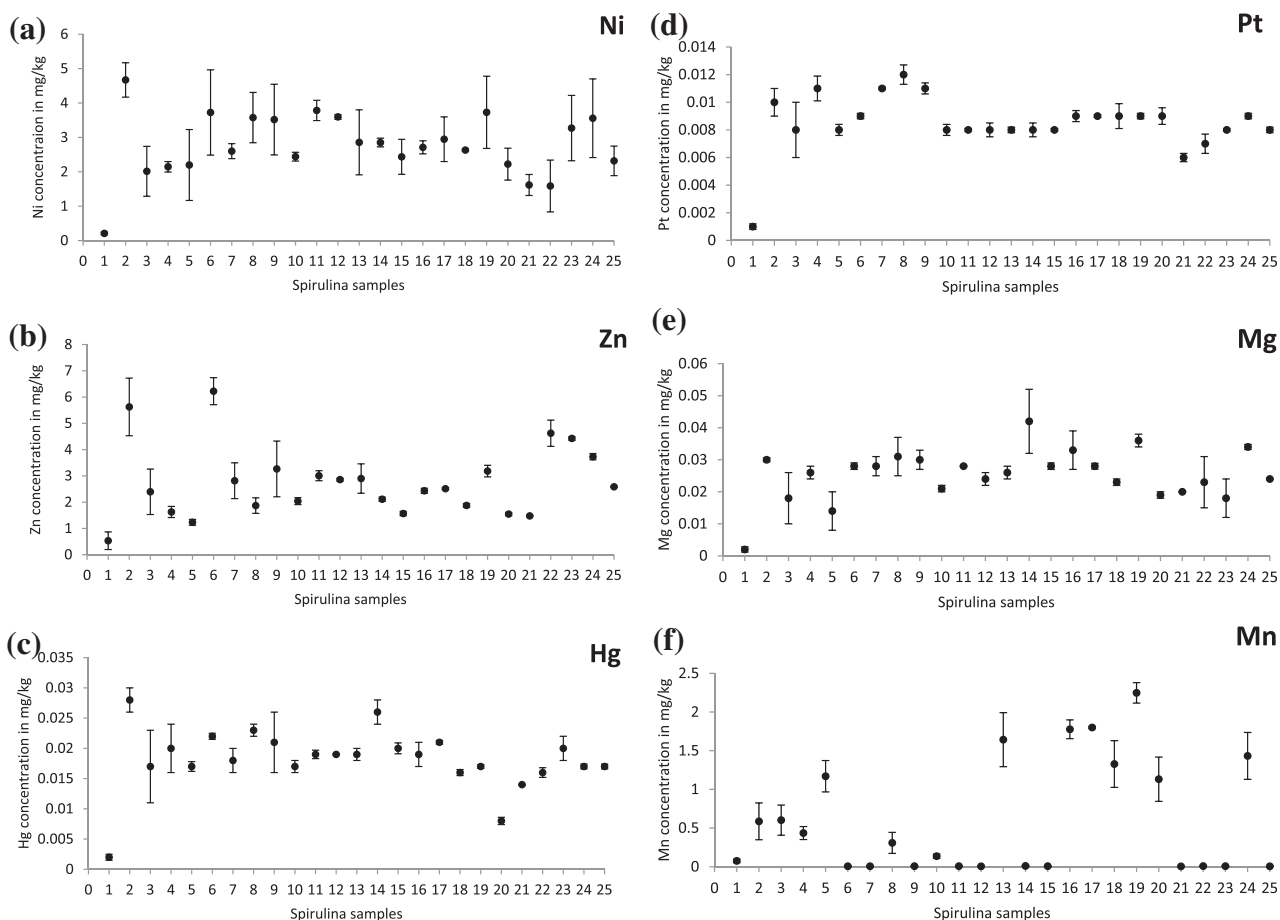 (a)
Ni
Ni concentraion in mg/kg
6
5
4
3
2
1
0
0 1 2 3 4 5 6 7 8 9 10 11 12 13 14 15 16 17 18 19 20 21 22 23 24 25
Spirulina samples
(b)
Zn
Zn concentration in mg/kg
8
7
6
5
4
3
2
1
0
0 1 2 3 4 5 6 7 8 9 10 11 12 13 14 15 16 17 18 19 20 21 22 23 24 25
Spirulina samples
(c)
Hg
Hg concentration in mg/kg
0.035
0.03
0.025
0.02
0.015
0.01
0.005
0
0 1 2 3 4 5 6 7 8 9 10 11 12 13 14 15 16 17 18 19 20 21 22 23 24 25
Spirulina samples
(d)
Pt
Pt concentration in mg/kg
0.014
0.012
0.01
0.008
0.006
0.004
0.002
0
0 1 2 3 4 5 6 7 8 9 10 11 12 13 14 15 16 17 18 19 20 21 22 23 24 25
Spirulina samples
(e)
Mg
Mg concentration in mg/kg
0.06
0.05
0.04
0.03
0.02
0.01
0
0 1 2 3 4 5 6 7 8 9 10 11 12 13 14 15 16 17 18 19 20 21 22 23 24 25
Spirulina samples
(f)
Mn
Mn concentration in mg/kg
2.5
2
1.5
1
0.5
0
0 1 2 3 4 5 6 7 8 9 10 11 12 13 14 15 16 17 18 19 20 21 22 23 24 25
Spirulina samples